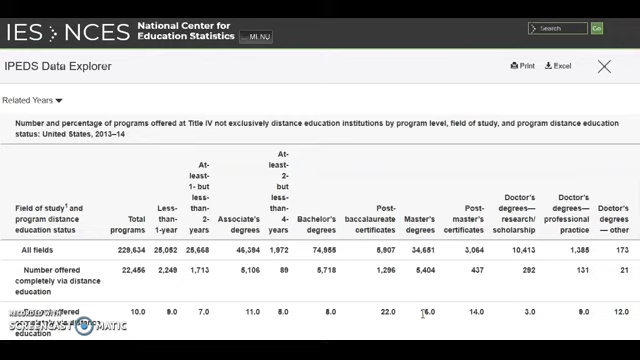 IES NCES National Center for
Education Statistics
MENU
Search
Go
IPEDS Data Explorer
Print Excel
Related Years
Number and percentage of programs offered at Title IV not exclusively distance education institutions by program level, field of study, and program distance education
status: United States, 2013–14
Field of study¹ and program distance education status
Total programs
Less-than-1-year
At-least-1- but less-than-2-years
Associate's degrees
At-least-2-but less-than-4-years
Bachelor's degrees
Post-baccalaureate certificates
Master's degrees
Post-master's certificates
Doctor's degrees—research/scholarship
Doctor's degrees—professional practice
Doctor's degrees — other
All fields 229,634 25,052 25,668 46,394 1,972 74,955 5,907 34,651 3,064 10,413 1,385 173
Number offered completely via distance education 22,456 2,249 1,713 5,106 89 5,718 1,296 5,404 437 292 131 21
offered completely via distance education 10.0 9.0 7.0 11.0 5.0 8.0 22.0 14.0 3.0 9.0 12.0
RECORDED WITH
SCREENCAST MATIC